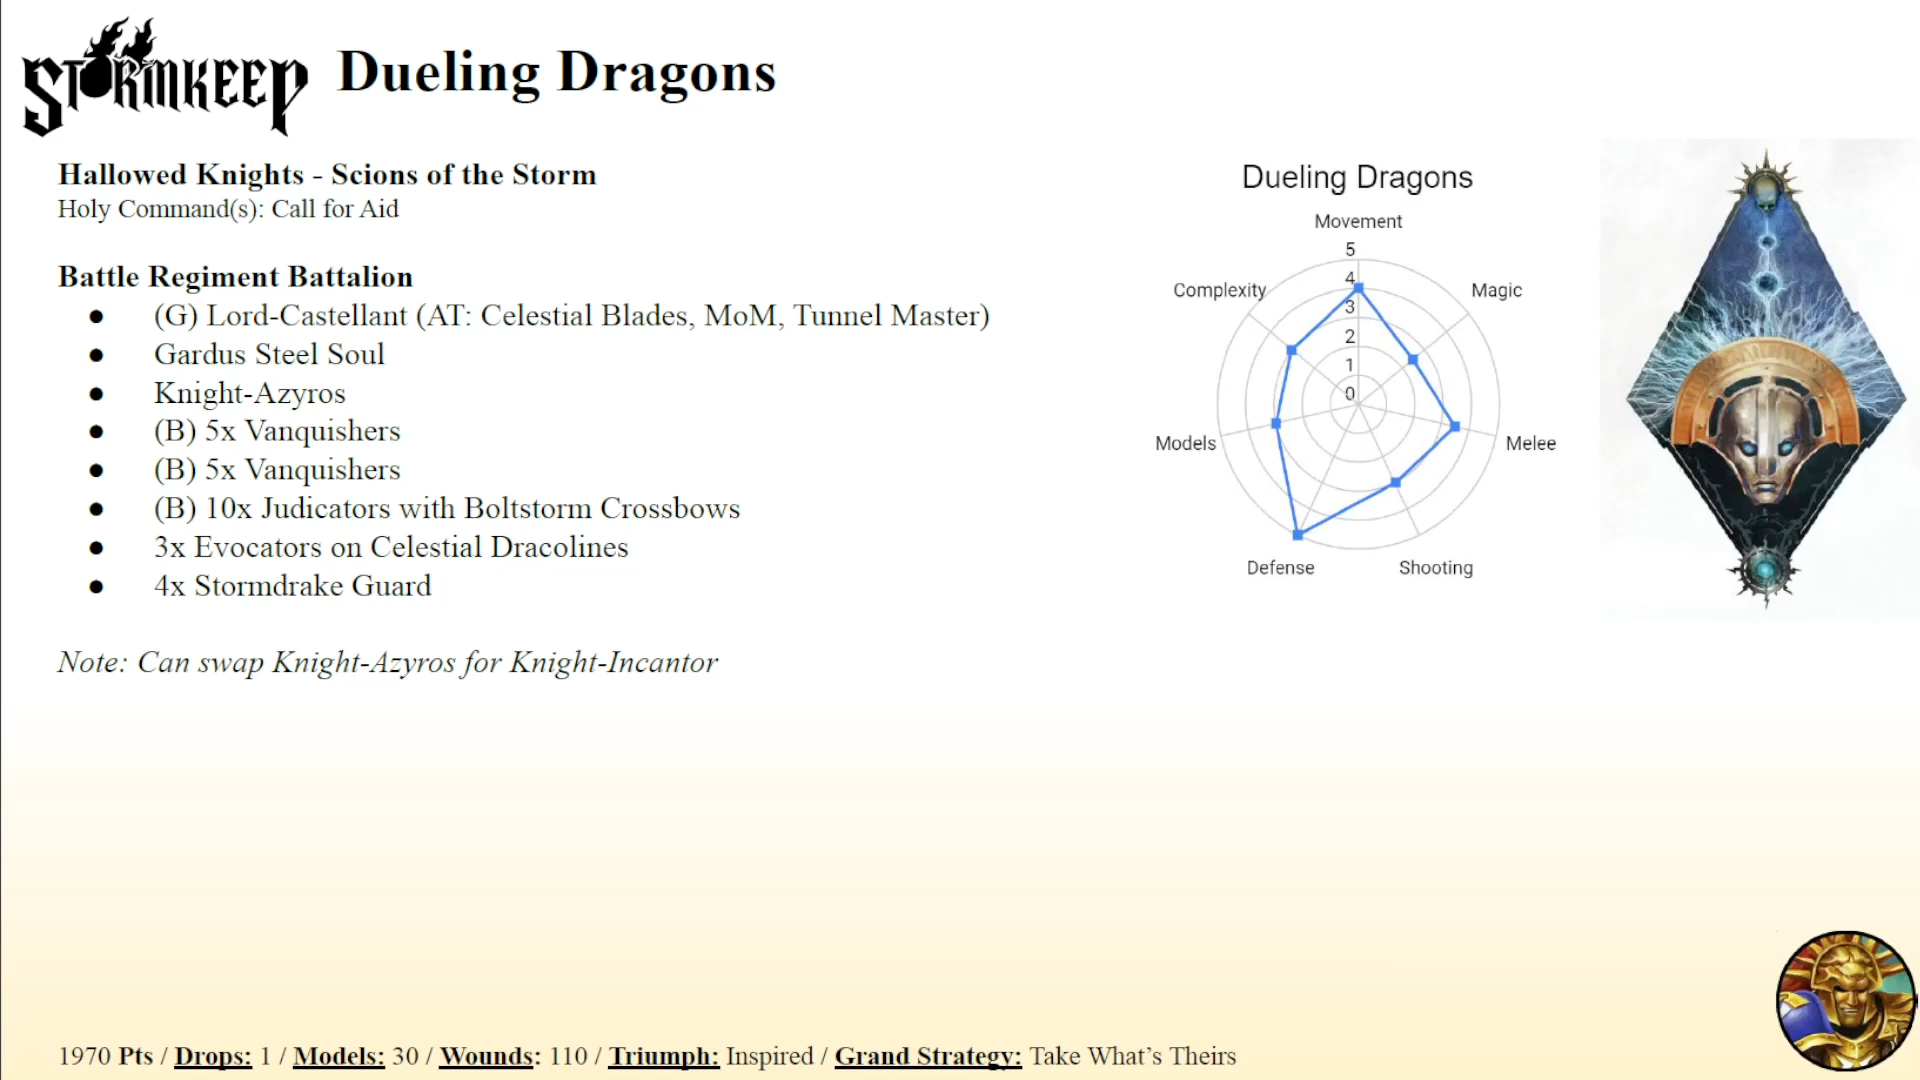 STORMKEEP Dueling Dragons
Hallowed Knights - Scions of the Storm
Holy Command(s): Call for Aid
Battle Regiment Battalion
● (G) Lord-Castellant (AT: Celestial Blades, MoM, Tunnel Master)
● Gardus Steel Soul
● Knight-Azyros
● (B) 5x Vanquishers
● (B) 5x Vanquishers
● (B) 10x Judicators with Boltstorm Crossbows
● 3x Evocators on Celestial Dracolines
● 4x Stormdrake Guard
Note: Can swap Knight-Azyros for Knight-Incantor
Dueling Dragons
Movement
5
4
3
2
1
0
Complexity
Magic
Models
Melee
Defense
Shooting
1970 Pts / Drops: 1 / Models: 30 / Wounds: 110 / Triumph: Inspired / Grand Strategy: Take What’s Theirs